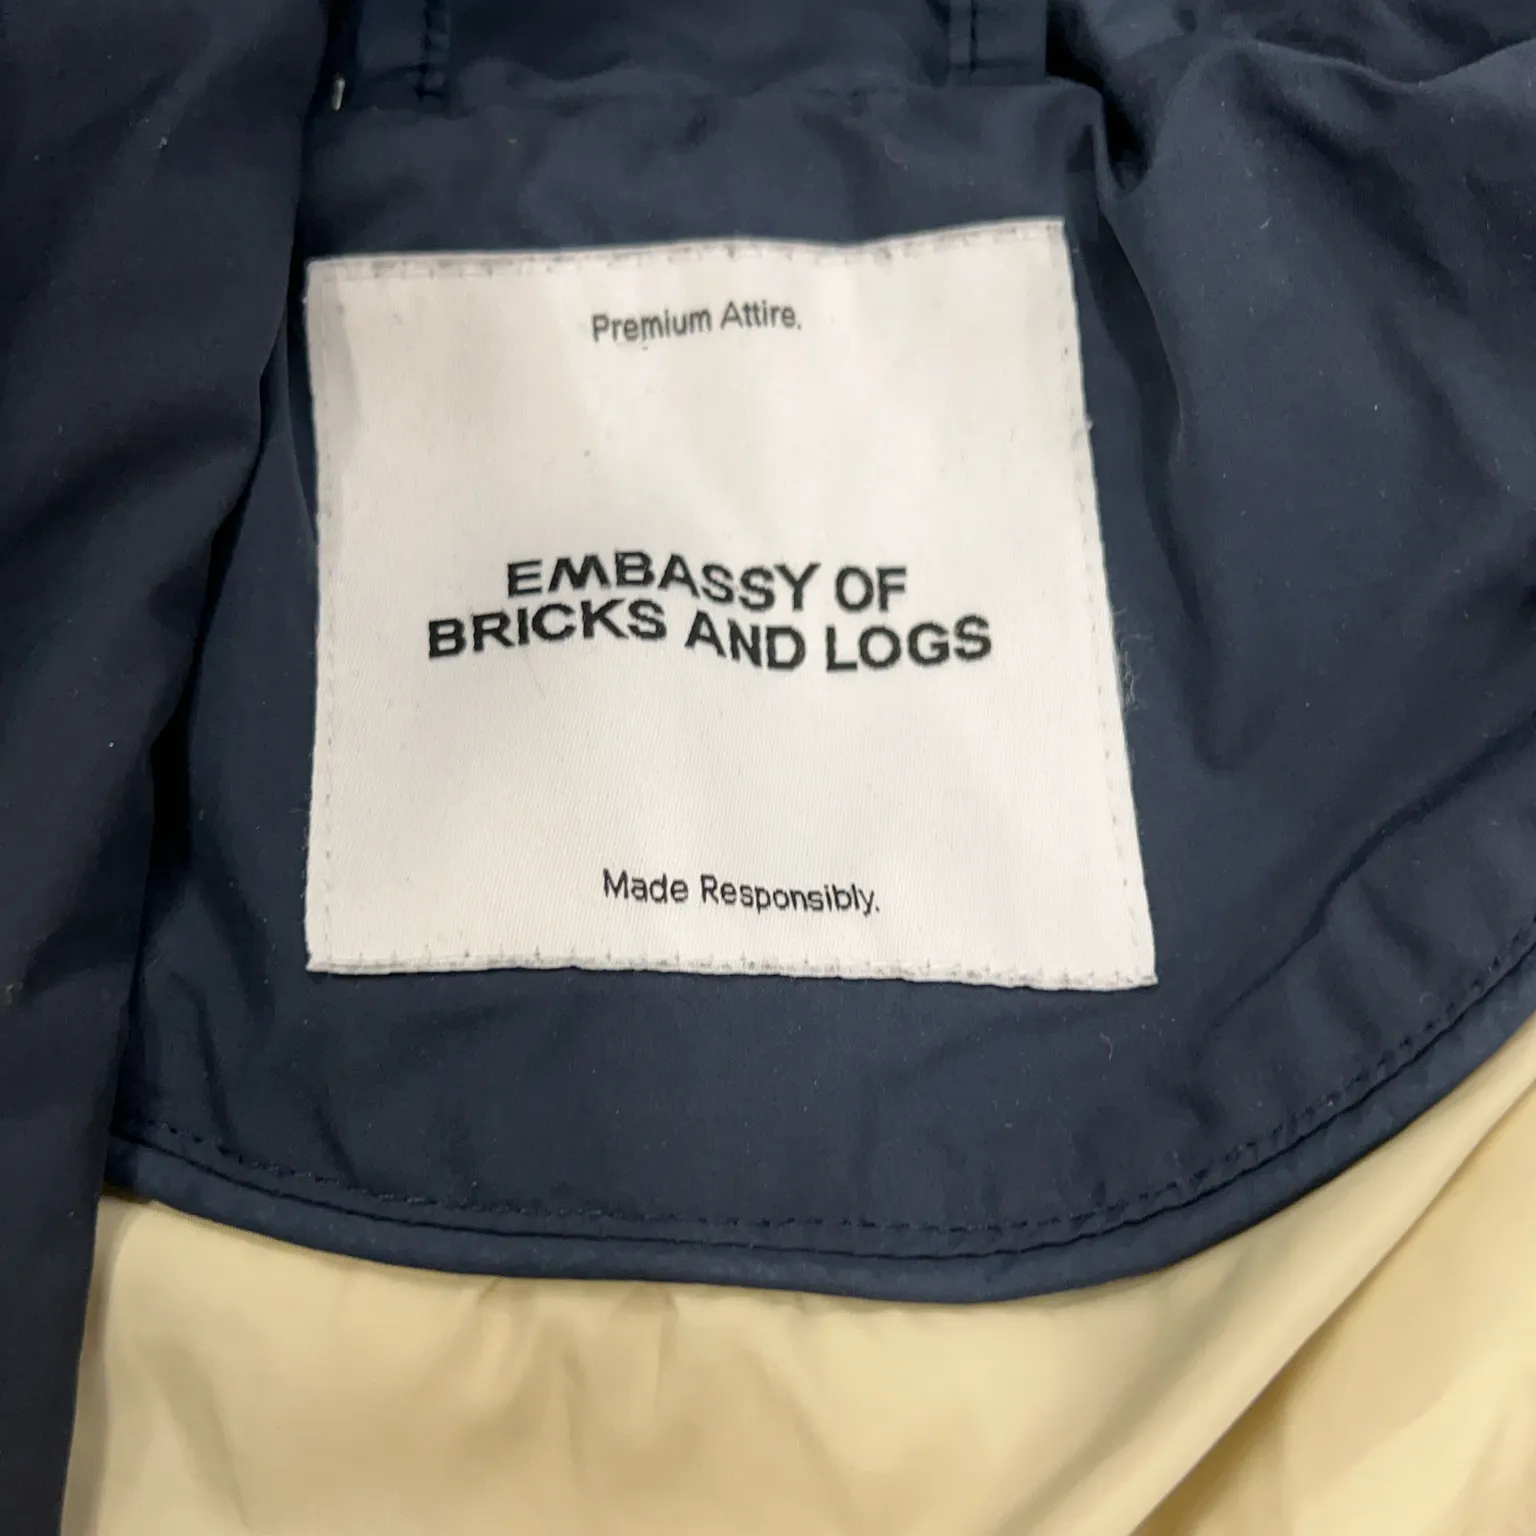 Premium Attire.
EMBASSY OF
BRICKS AND LOGS
Made Responsibly.